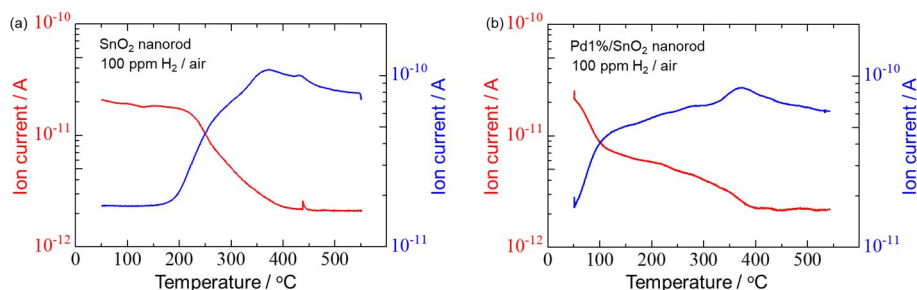 (a)
SnO₂ nanorod
100 ppm H₂ / air
10⁻¹⁰
10⁻¹¹
10⁻¹²
Ion current / A
10⁻¹⁰
10⁻¹¹
Ion current / A
0 100 200 300 400 500
Temperature / °C
(b)
Pd1%/SnO₂ nanorod
100 ppm H₂ / air
10⁻¹⁰
10⁻¹¹
10⁻¹²
Ion current / A
10⁻¹⁰
10⁻¹¹
Ion current / A
0 100 200 300 400 500
Temperature / °C